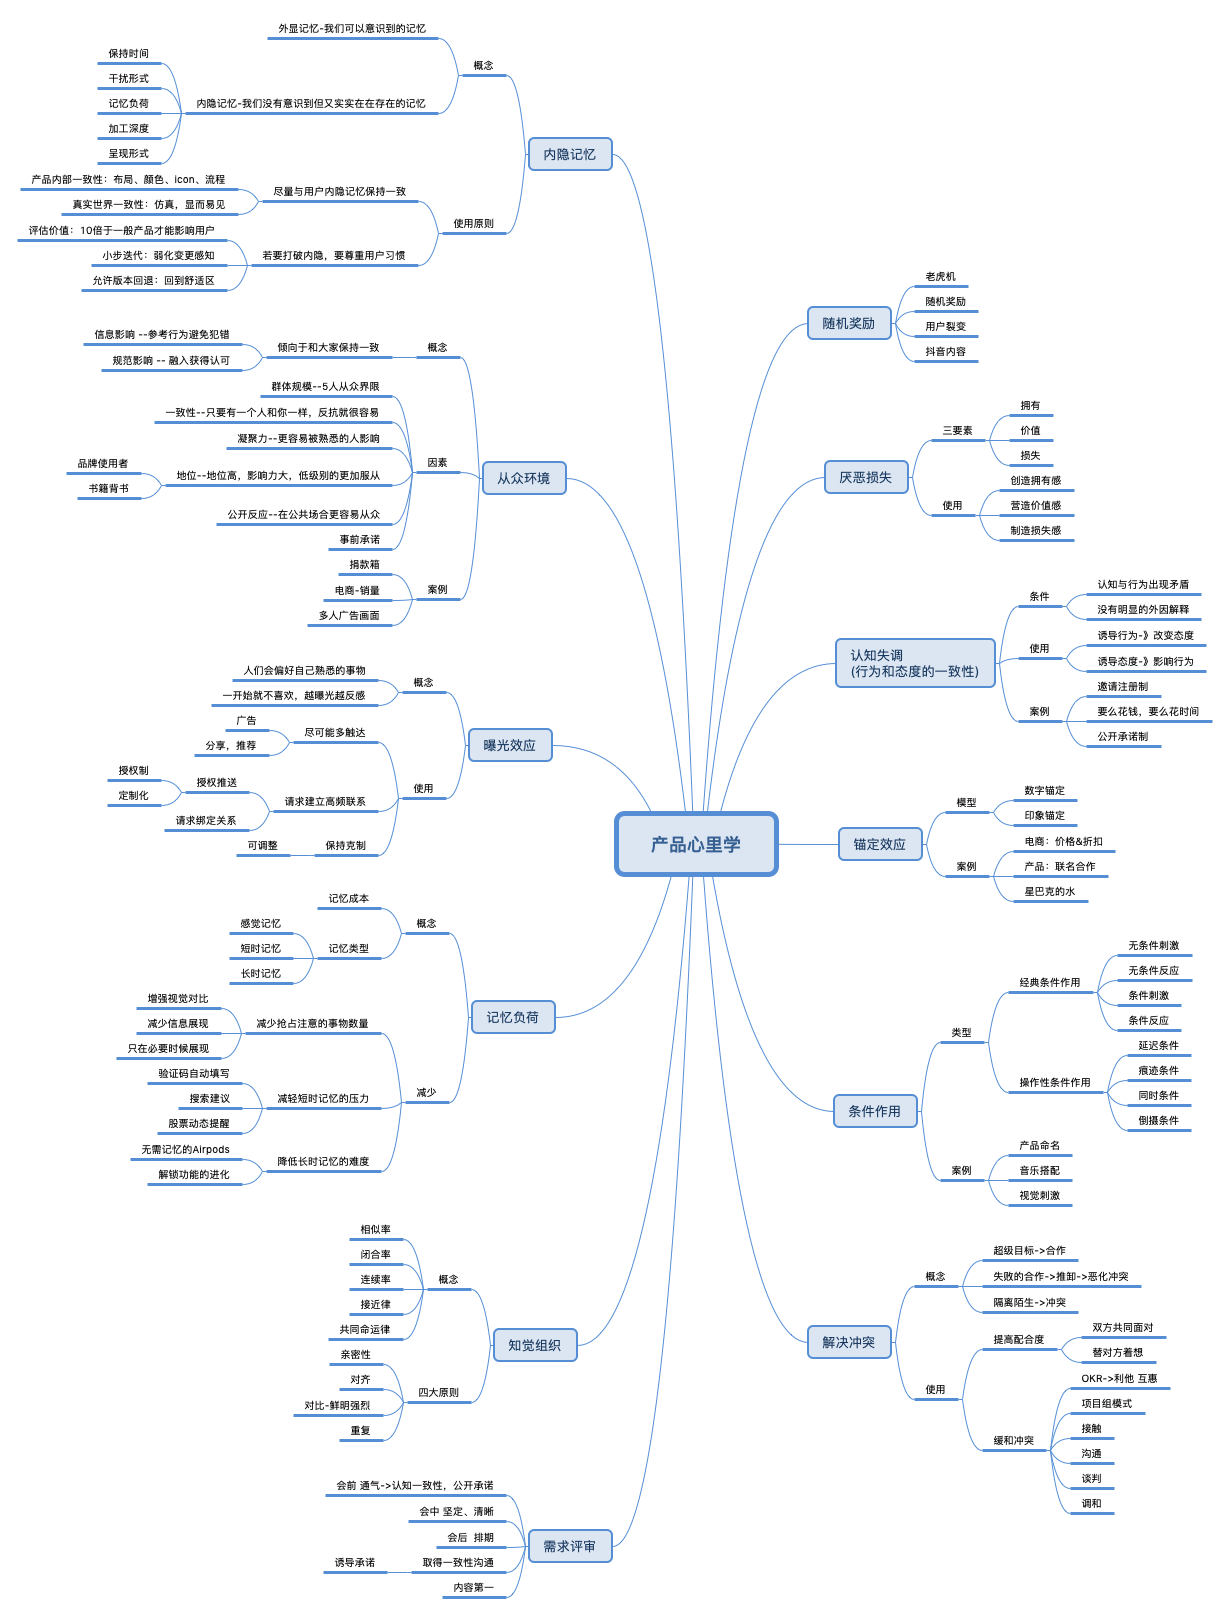 产品心里学
随机奖励
老虎机
随机奖励
用户裂变
抖音内容
厌恶损失
三要素
拥有
价值
损失
使用
创造拥有感
营造价值感
制造损失感
认知失调
(行为和态度的一致性)
条件
认知与行为出现矛盾
没有明显的外因解释
使用
诱导行为-》改变态度
诱导态度-》影响行为
案例
邀请注册制
要么花钱，要么花时间
公开承诺制
锚定效应
模型
数字锚定
印象锚定
案例
电商：价格&折扣
产品：联名合作
星巴克的水
条件作用
类型
经典条件作用
无条件刺激
无条件反应
条件刺激
条件反应
操作性条件作用
延迟条件
痕迹条件
同时条件
倒摄条件
案例
产品命名
音乐搭配
视觉刺激
解决冲突
概念
超级目标->合作
失败的合作->推卸->恶化冲突
隔离陌生->冲突
使用
提高配合度
双方共同面对
替对方着想
缓和冲突
OKR->利他 互惠
项目组模式
接触
沟通
谈判
调和
内隐记忆
概念
外显记忆-我们可以意识到的记忆
内隐记忆-我们没有意识到但又实实在在存在的记忆
保持时间
干扰形式
记忆负荷
加工深度
呈现形式
使用原则
尽量与用户内隐记忆保持一致
产品内部一致性：布局、颜色、icon、流程
真实世界一致性：仿真，显而易见
若要打破内隐，要尊重用户习惯
评估价值：10倍于一般产品才能影响用户
小步迭代：弱化变更感知
允许版本回退：回到舒适区
从众环境
概念
倾向于和大家保持一致
信息影响 --参考行为避免犯错
规范影响 -- 融入获得认可
因素
群体规模--5人从众界限
一致性--只要有一个人和你一样，反抗就很容易
凝聚力--更容易被熟悉的人影响
地位--地位高，影响力大，低级别的更加服从
品牌使用者
书籍背书
公开反应--在公共场合更容易从众
事前承诺
案例
捐款箱
电商-销量
多人广告画面
曝光效应
概念
人们会偏好自己熟悉的事物
一开始就不喜欢，越曝光越反感
使用
尽可能多触达
广告
分享，推荐
请求建立高频联系
授权推送
授权制
定制化
请求绑定关系
保持克制
可调整
记忆负荷
概念
记忆成本
记忆类型
感觉记忆
短时记忆
长时记忆
减少
减少抢占注意的事物数量
增强视觉对比
减少信息展现
只在必要时候展现
减轻短时记忆的压力
验证码自动填写
搜索建议
股票动态提醒
降低长时记忆的难度
无需记忆的Airpods
解锁功能的进化
知觉组织
概念
相似率
闭合率
连续率
接近律
共同命运律
四大原则
亲密性
对齐
对比-鲜明强烈
重复
需求评审
会前 通气->认知一致性，公开承诺
会中 坚定、清晰
会后  排期
取得一致性沟通
诱导承诺
内容第一